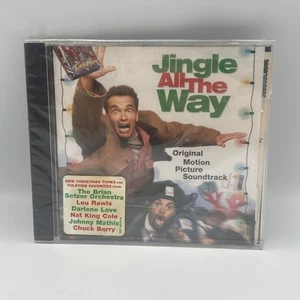 Jingle
All The
Way
Original
Motion
Picture
Soundtrack
NEW CHRISTMAS TUNES AND
YULETIDE FAVORITES FROM
The Brian
Setzer Orchestra
Lou Rawls
Darlene Love
Nat King Cole
Johnny Mathis
Chuck Berry